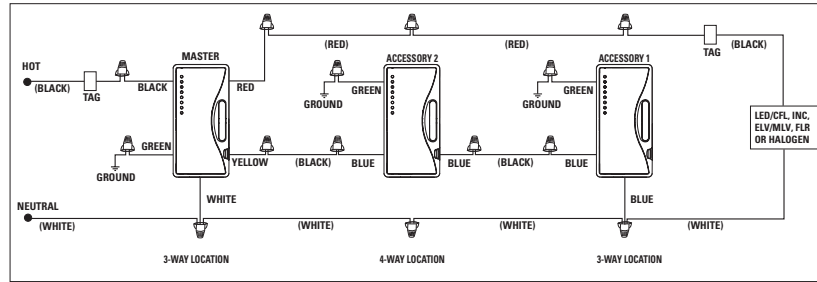 MASTER
(RED)
(RED)
(BLACK)
TAG
HOT
(BLACK)
TAG
BLACK
RED
ACCESSORY 2
GREEN
GROUND
ACCESSORY 1
GREEN
GROUND
LED/CFL, INC,
ELV/MLV, FLR
OR HALOGEN
GREEN
GROUND
YELLOW
(BLACK)
BLUE
BLUE
(BLACK)
BLUE
WHITE
BLUE
NEUTRAL
(WHITE)
(WHITE)
(WHITE)
(WHITE)
3-WAY LOCATION
4-WAY LOCATION
3-WAY LOCATION